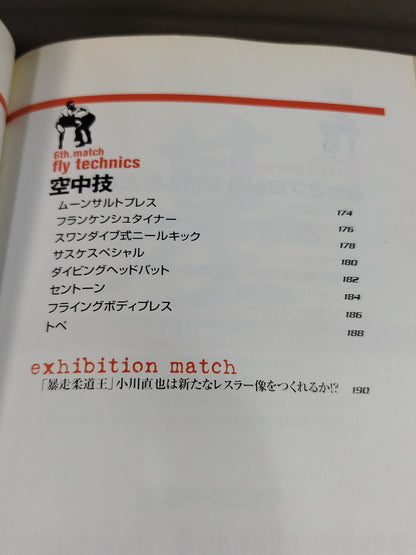 6th. match
fly technics
空中技
ムーンサルトプレス 174
フランケンシュタイナー 176
スワンダイブ式ニールキック 178
サスケスペシャル 180
ダイビングヘッドバット 182
セントーン 184
フライングボディプレス 186
トペ 188
exhibition match
「暴走柔道王」小川直也は新たなレスラー像をつくれるか!? 190